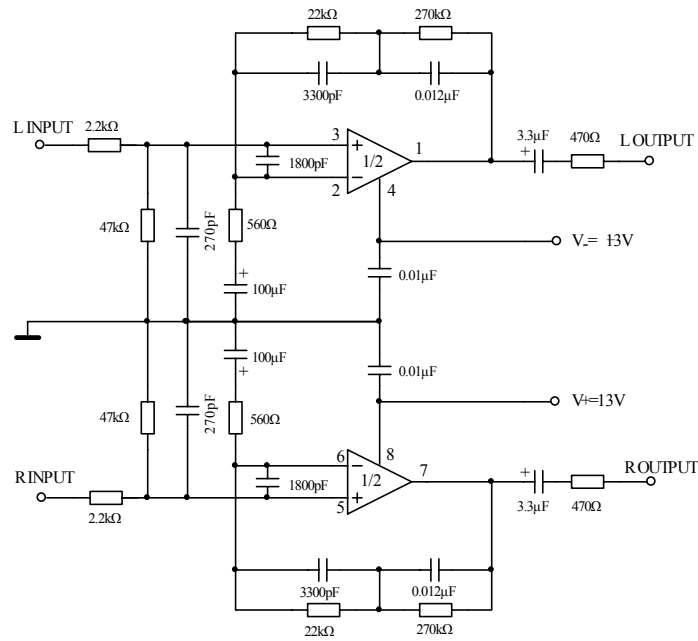 22kΩ 270kΩ
3300pF 0.012µF
L INPUT 2.2kΩ
3 1 3.3µF 470Ω L OUTPUT
+ 1/2 +
1800pF
2 − 4
47kΩ 270pF 560Ω
V-= -13V
+ 100µF 0.01µF
100µF 0.01µF
+
V+=13V
47kΩ 270pF 560Ω
6 − 8
R INPUT 1800pF 1/2 7 + R OUTPUT
5 +
2.2kΩ 3.3µF 470Ω
3300pF 0.012µF
22kΩ 270kΩ